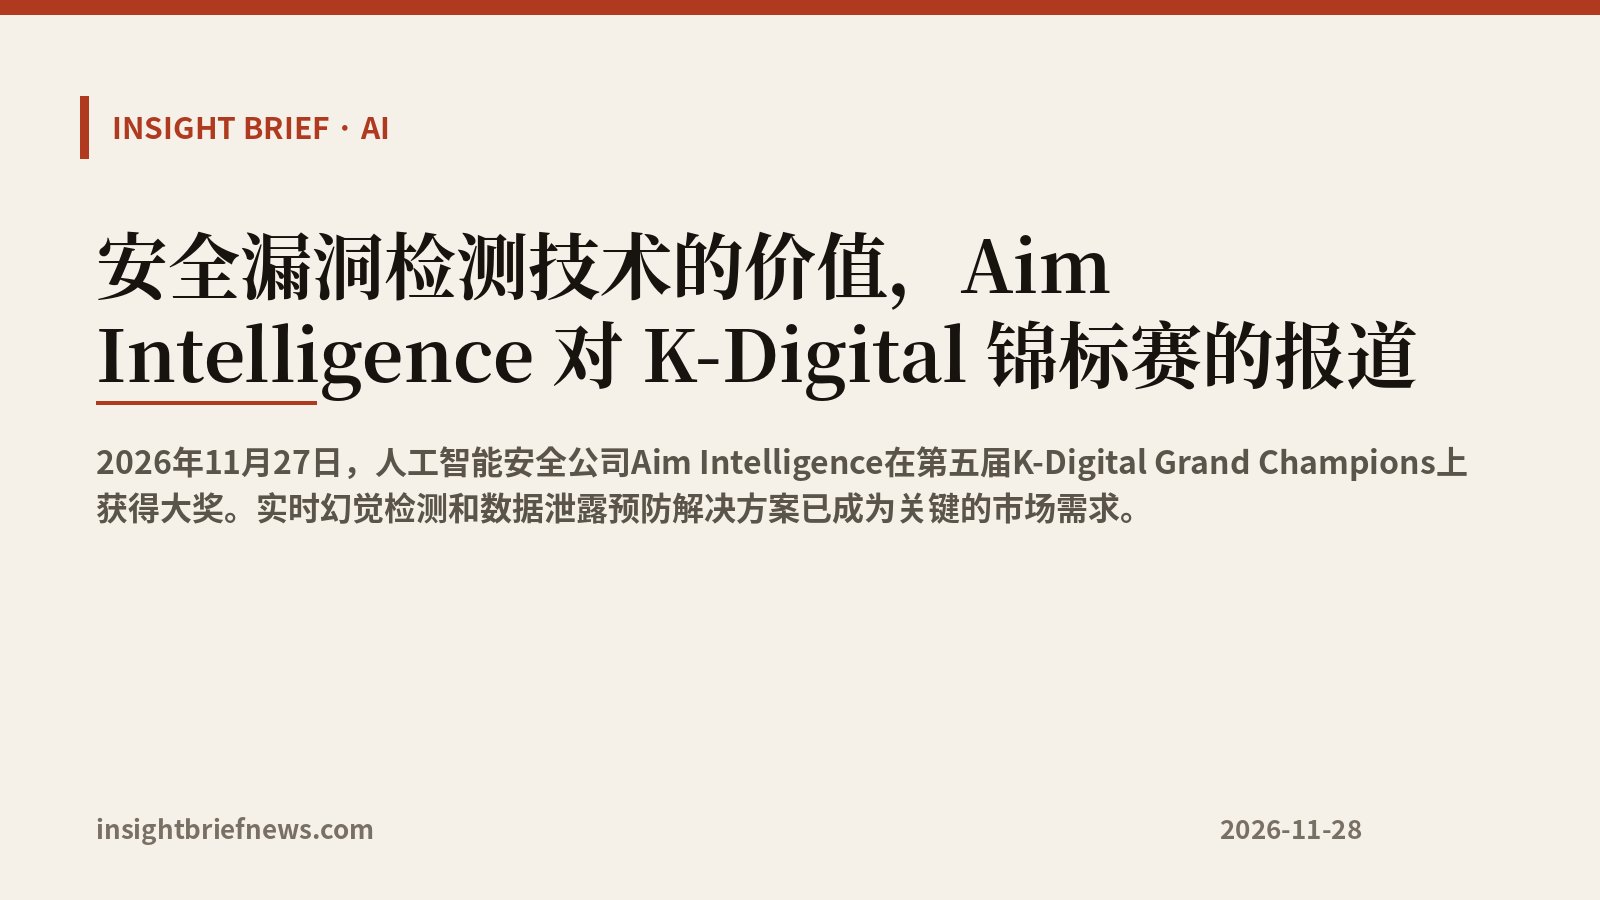 INSIGHT BRIEF · AI
安全漏洞检测技术的价值，Aim
Intelligence 对 K-Digital 锦标赛的报道
2026年11月27日，人工智能安全公司Aim Intelligence在第五届K-Digital Grand Champions上
获得大奖。实时幻觉检测和数据泄露预防解决方案已成为关键的市场需求。
insightbriefnews.com
2026-11-28